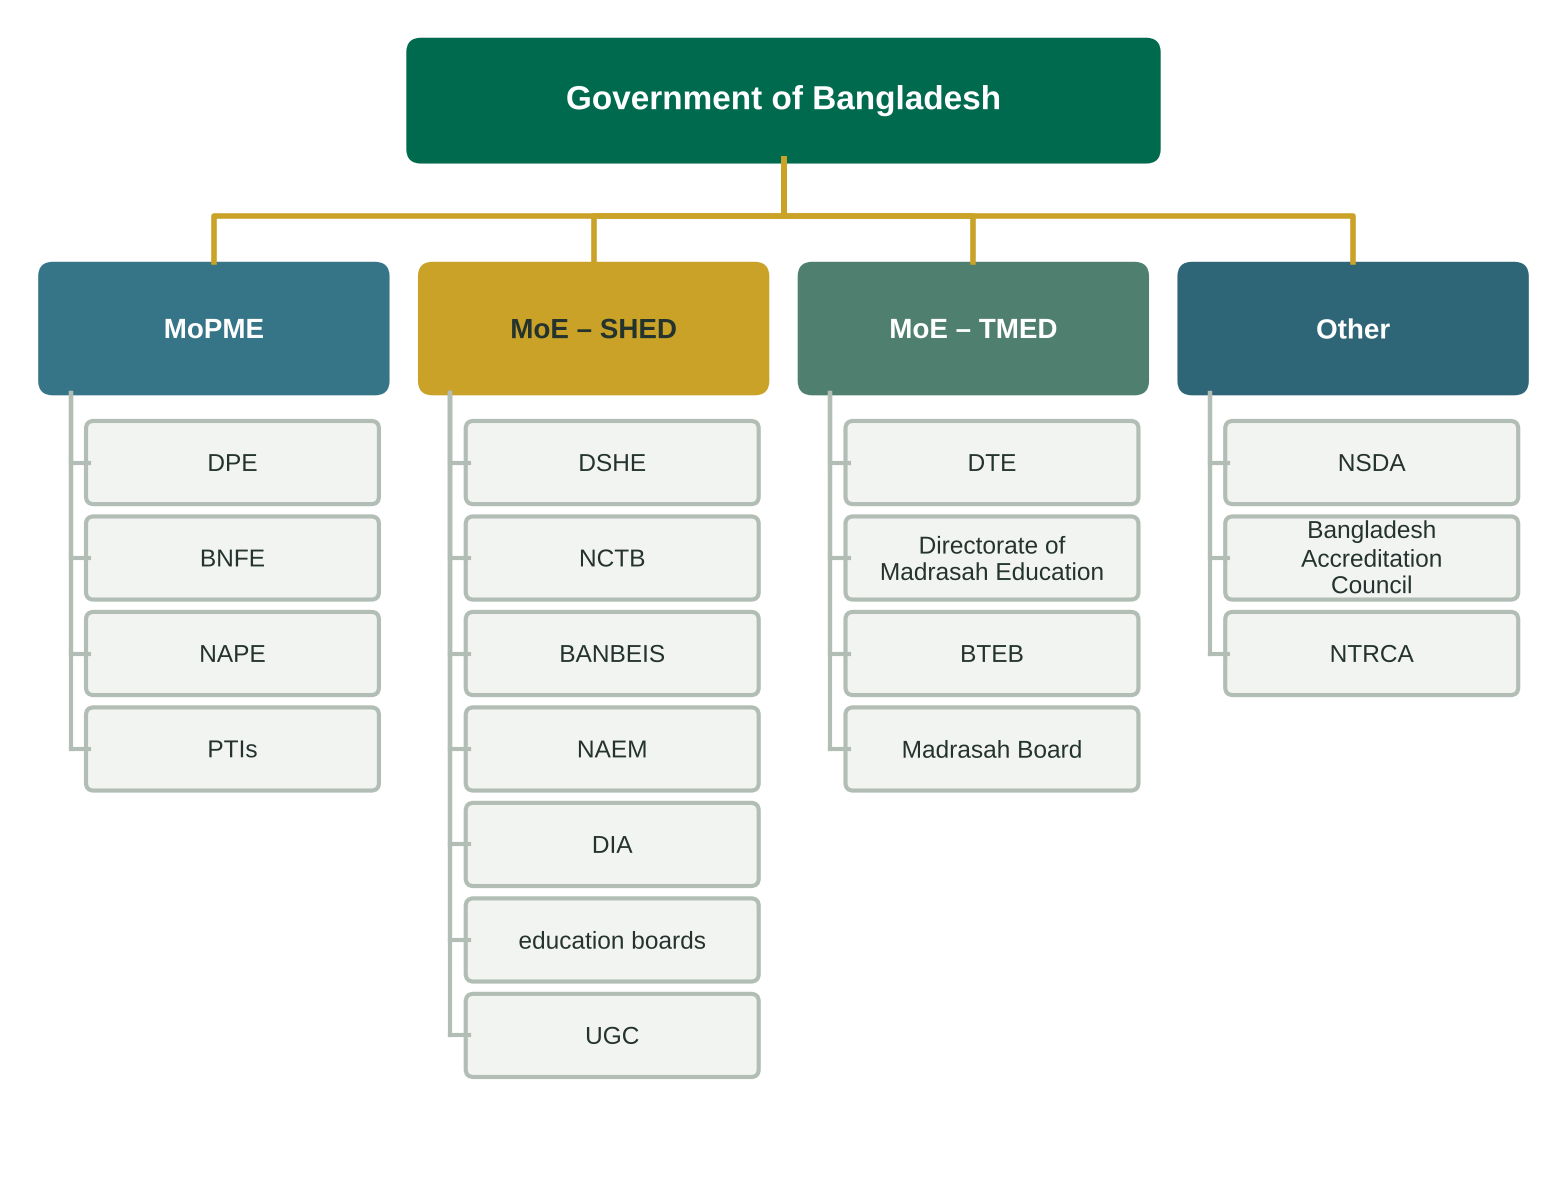 Government of Bangladesh
MoPME
MoE – SHED
MoE – TMED
Other
DPE
BNFE
NAPE
PTIs
DSHE
NCTB
BANBEIS
NAEM
DIA
education boards
UGC
DTE
Directorate of
Madrasah Education
BTEB
Madrasah Board
NSDA
Bangladesh
Accreditation
Council
NTRCA